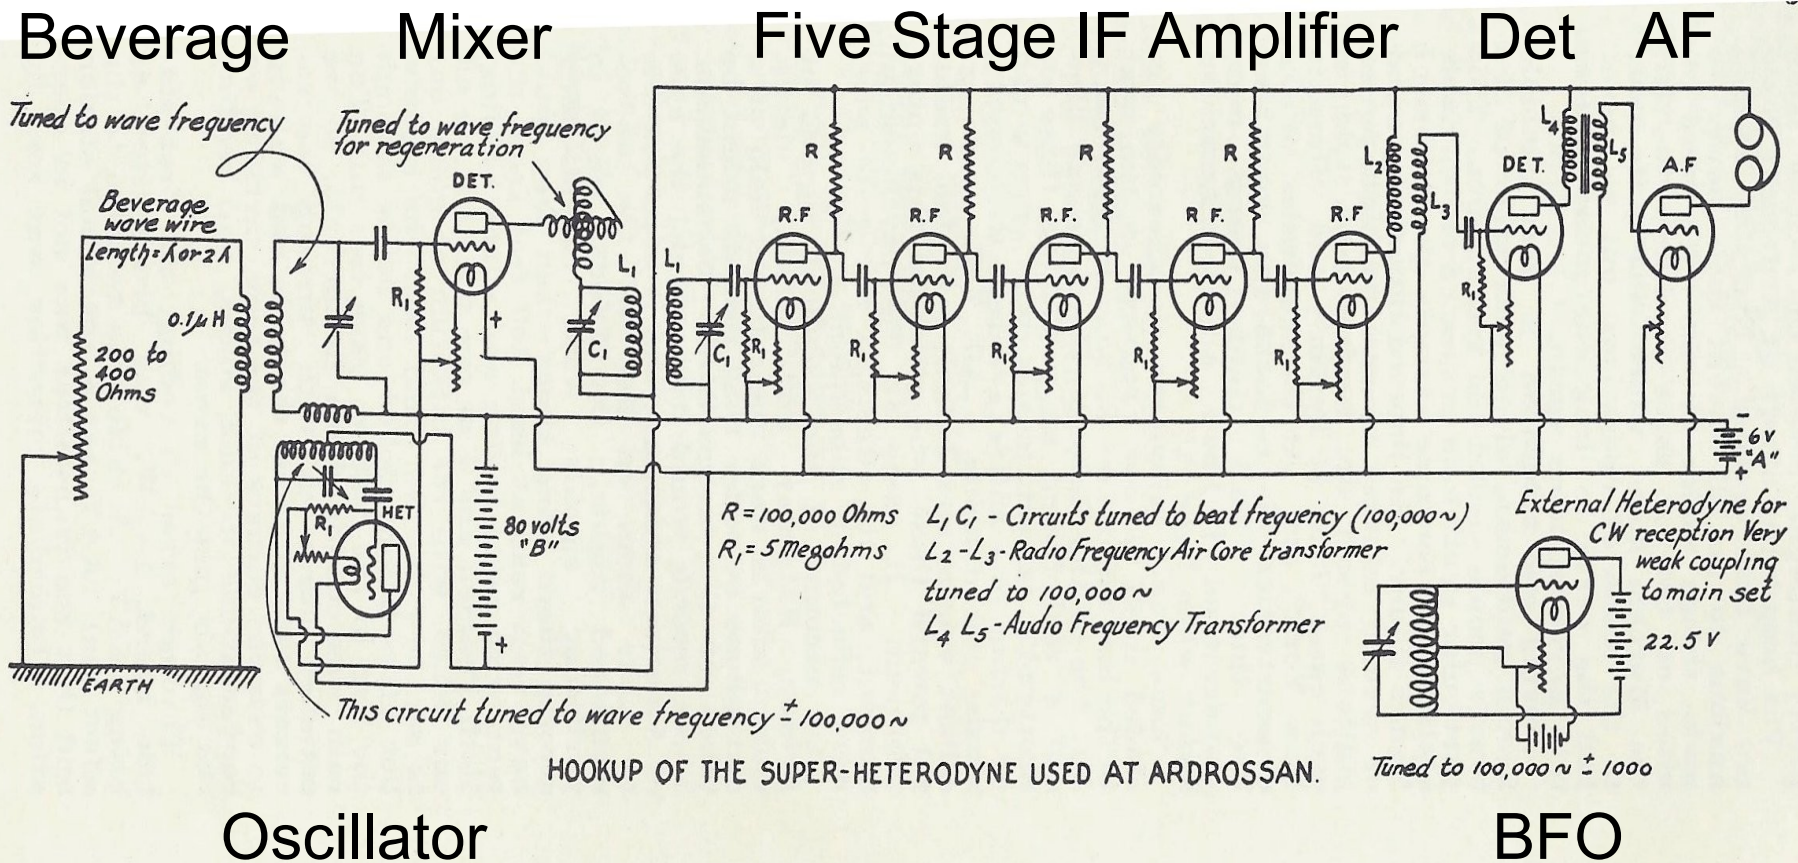 Beverage Mixer Five Stage IF Amplifier Det AF
Tuned to wave frequency
Tuned to wave frequency
for regeneration
Beverage
wave wire
Length = λ or 2λ
0.1μH
200 to
400
Ohms
EARTH
DET.
R₁
+
L₁
C₁
L₁
C₁
R
R
R
R
R.F
R.F
R.F.
R F.
R.F
R₁
R₁
R₁
R₁
R₁
L₂
L₃
DET.
R₁
L₄
L₅
A.F
-
6v
"A"
+
HET
R₁
80 volts
"B"
+
R = 100,000 Ohms
R₁ = 5 Megohms
L₁ C₁ - Circuits tuned to beat frequency (100,000~)
L₂ - L₃ - Radio Frequency Air Core transformer
tuned to 100,000 ~
L₄ L₅ - Audio Frequency Transformer
External Heterodyne for
CW reception Very
weak coupling
to main set
22.5 V
This circuit tuned to wave frequency ± 100,000 ~
HOOKUP OF THE SUPER-HETERODYNE USED AT ARDROSSAN.
Tuned to 100,000 ~ ± 1000
Oscillator BFO